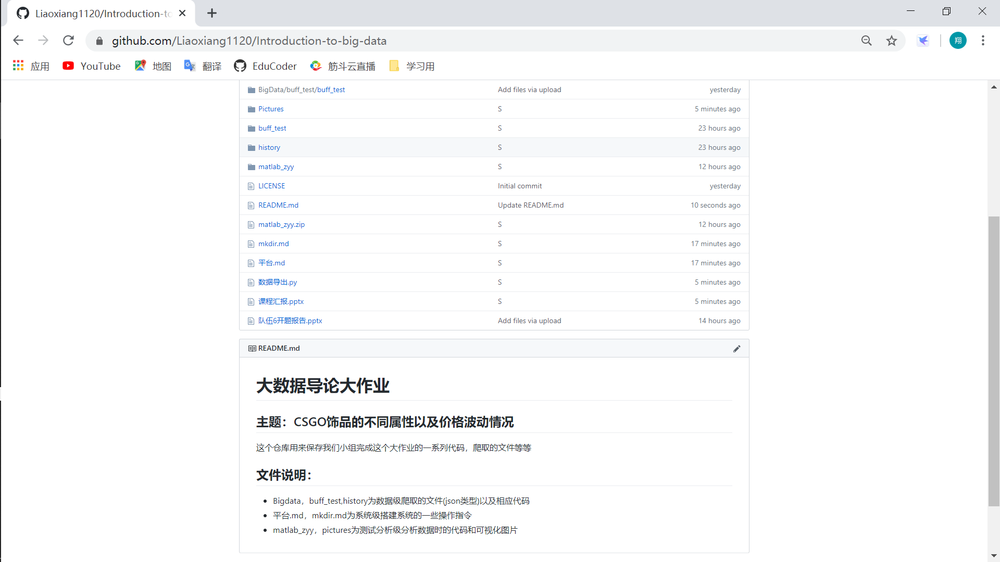 Liaoxiang1120/Introduction-to
github.com/Liaoxiang1120/Introduction-to-big-data
翔
应用 YouTube 地图 翻译 EduCoder 筋斗云直播 学习用
BigData/buff_test/buff_test Add files via upload yesterday
Pictures S 5 minutes ago
buff_test S 23 hours ago
history S 23 hours ago
matlab_zyy S 12 hours ago
LICENSE Initial commit yesterday
README.md Update README.md 10 seconds ago
matlab_zyy.zip S 12 hours ago
mkdir.md S 17 minutes ago
平台.md S 17 minutes ago
数据导出.py S 5 minutes ago
课程汇报.pptx S 5 minutes ago
队伍6开题报告.pptx Add files via upload 14 hours ago
README.md
大数据导论大作业
主题：CSGO饰品的不同属性以及价格波动情况
这个仓库用来保存我们小组完成这个大作业的一系列代码，爬取的文件等等
文件说明：
Bigdata，buff_test,history为数据级爬取的文件(json类型)以及相应代码
平台.md，mkdir.md为系统级搭建系统的一些操作指令
matlab_zyy，pictures为测试分析级分析数据时的代码和可视化图片